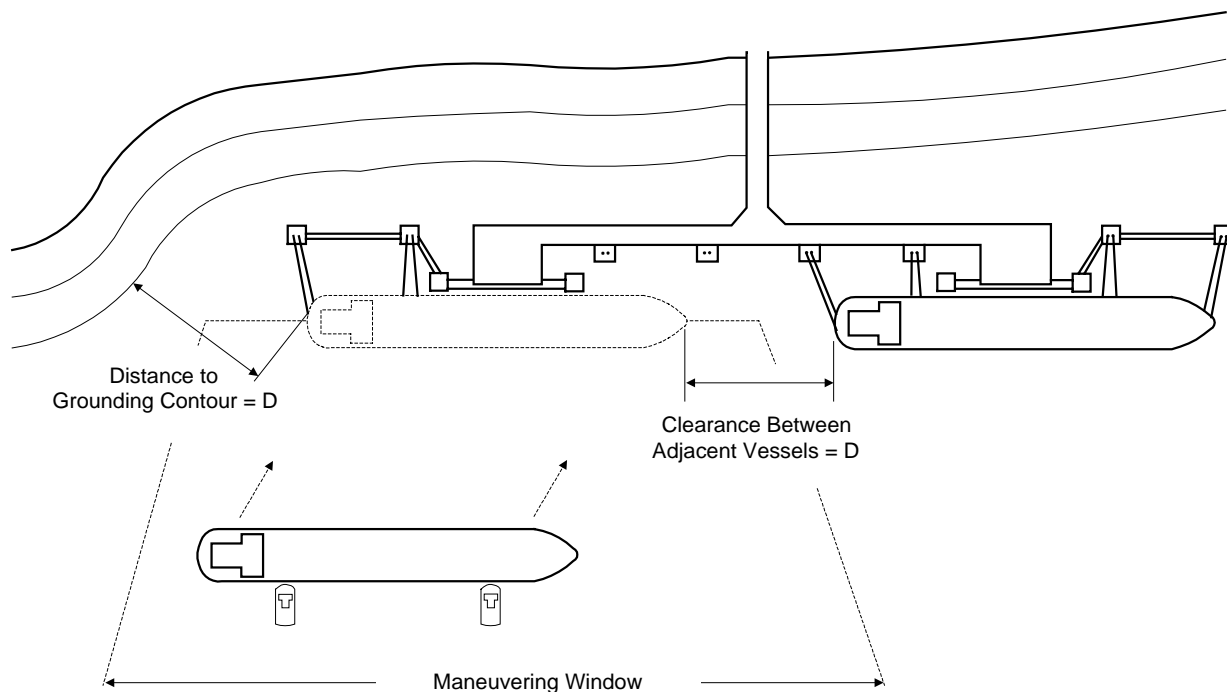 Distance to
Grounding Contour = D
Clearance Between
Adjacent Vessels = D
Maneuvering Window